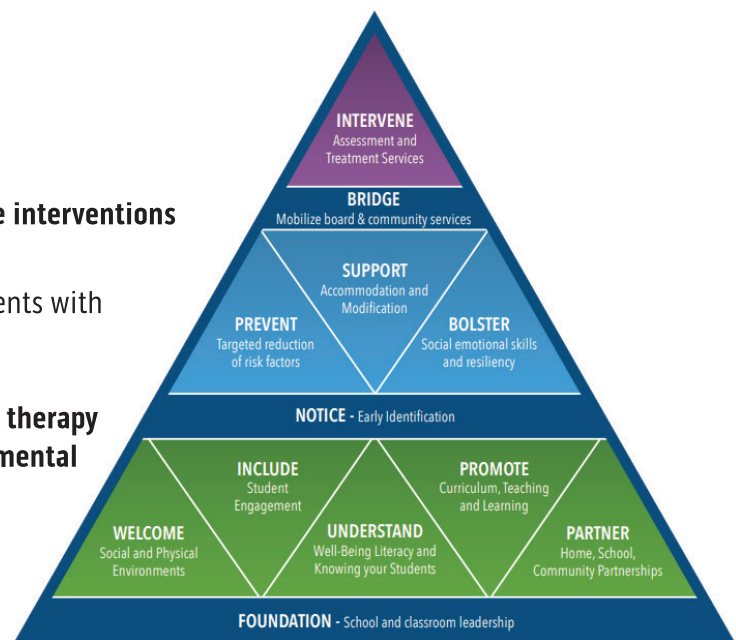 INTERVENE
Assessment and
Treatment Services
BRIDGE
Mobilize board & community services
interventions
SUPPORT
Accommodation and
Modification
ents with
PREVENT
Targeted reduction
of risk factors
BOLSTER
Social emotional skills
and resiliency
NOTICE - Early Identification
therapy
mental
INCLUDE
Student
Engagement
PROMOTE
Curriculum, Teaching
and Learning
WELCOME
Social and Physical
Environments
UNDERSTAND
Well-Being Literacy and
Knowing your Students
PARTNER
Home, School,
Community Partnerships
FOUNDATION - School and classroom leadership